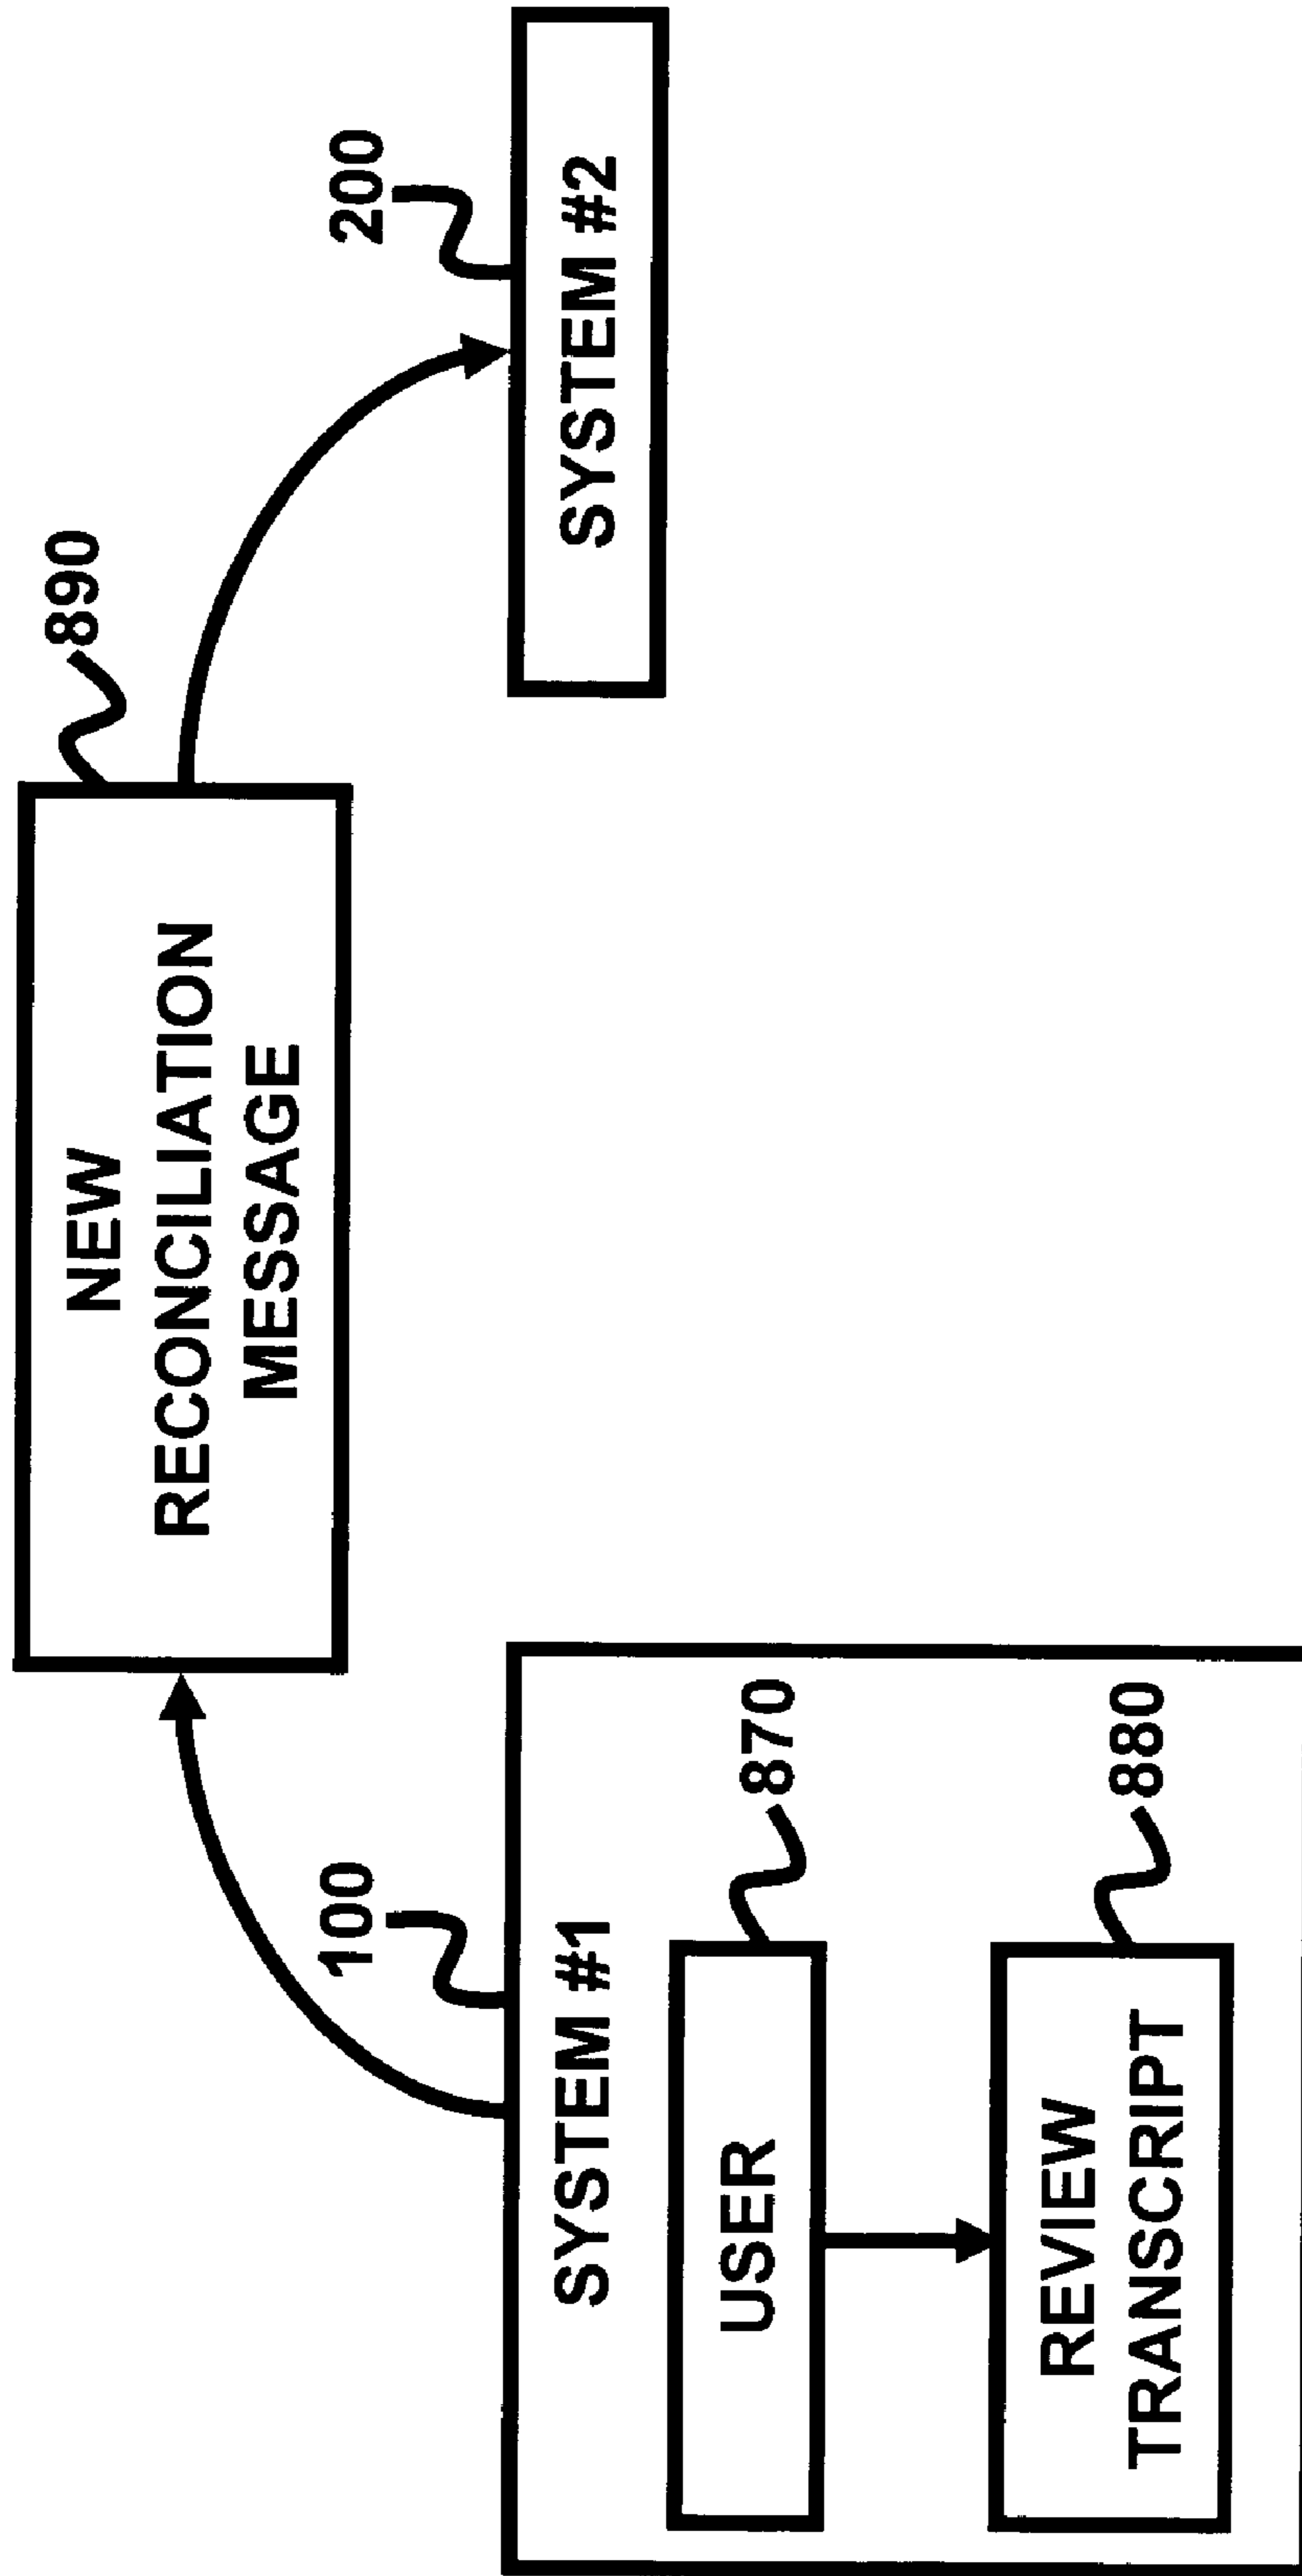 890
NEW
RECONCILIATION
MESSAGE
200
SYSTEM #2
100
SYSTEM #1
870
USER
880
REVIEW
TRANSCRIPT